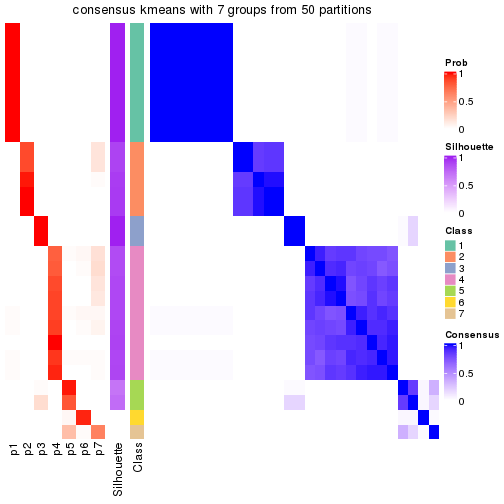 consensus kmeans with 7 groups from 50 partitions
Prob
1
0.5
0
Silhouette
1
0.5
0
Class
1
2
3
4
5
6
7
Consensus
1
0.5
0
p1
p2
p3
p4
p5
p6
p7
Silhouette
Class